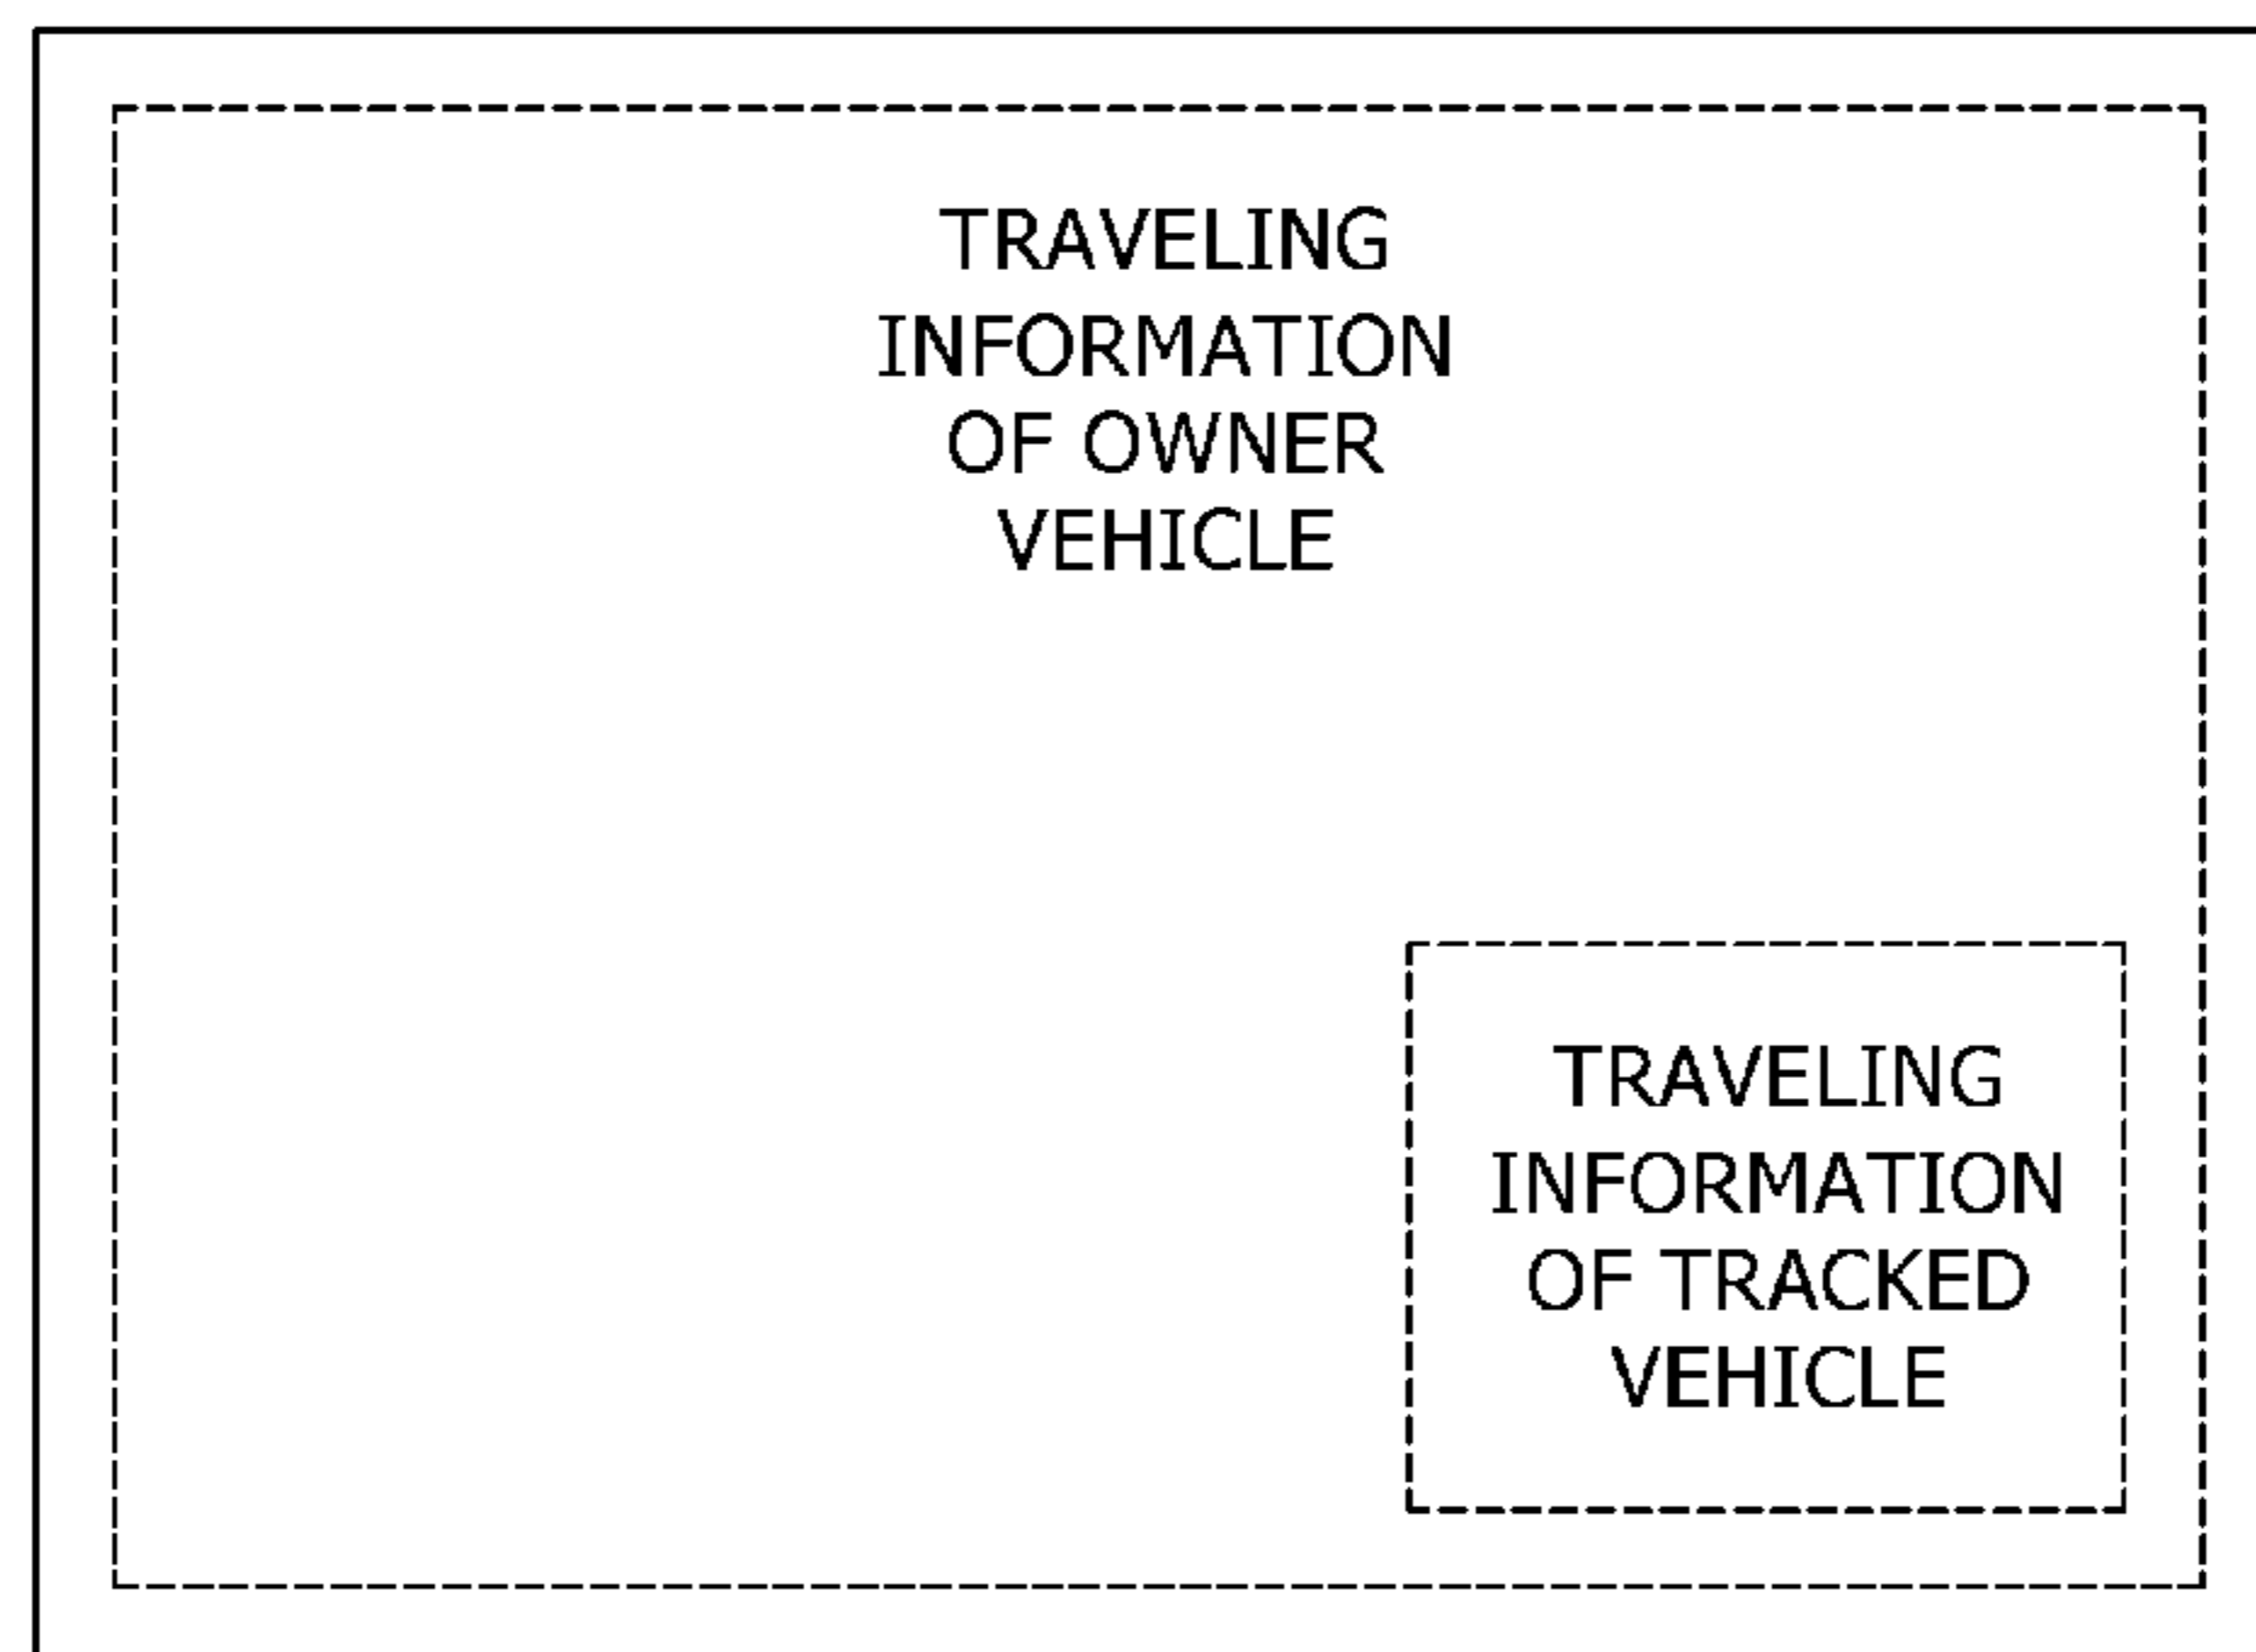 TRAVELING
INFORMATION
OF OWNER
VEHICLE
TRAVELING
INFORMATION
OF TRACKED
VEHICLE